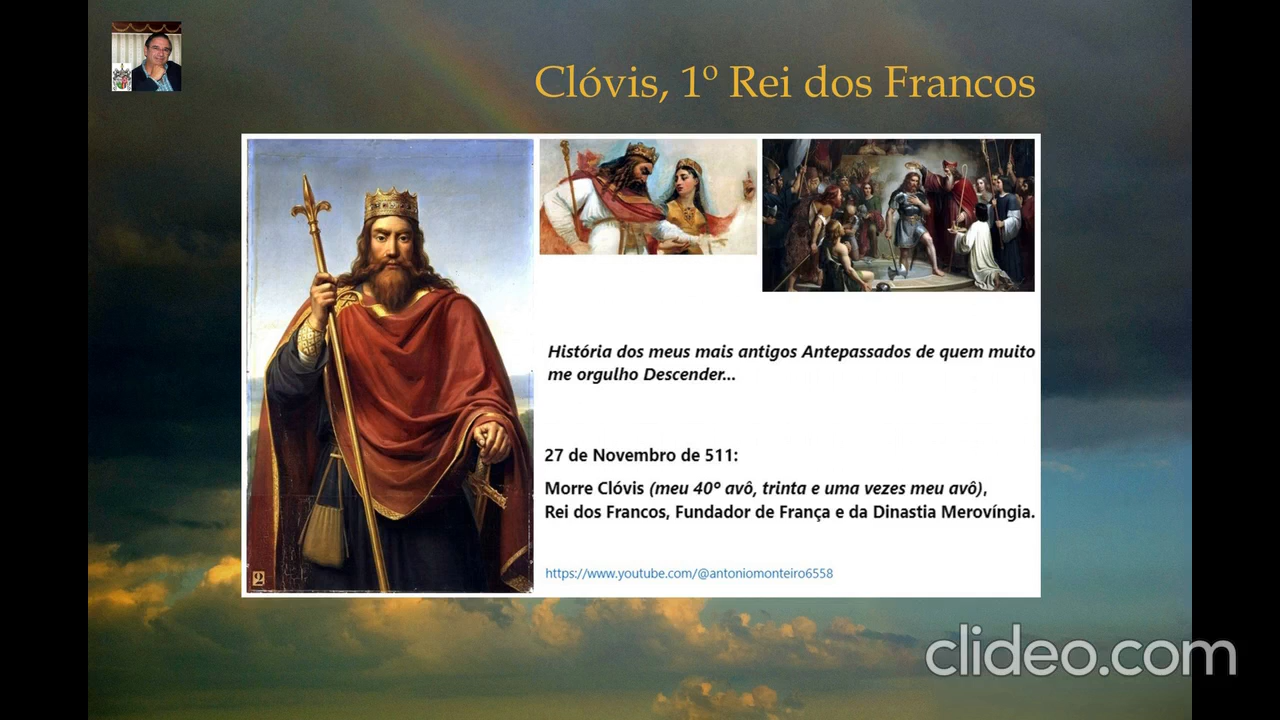 Clóvis, 1º Rei dos Francos
História dos meus mais antigos Antepassados de quem muito
me orgulho Descender...
27 de Novembro de 511:
Morre Clóvis (meu 40º avô, trinta e uma vezes meu avô),
Rei dos Francos, Fundador de França e da Dinastia Merovíngia.
https://www.youtube.com/@antoniomonteiro6558
clideo.com